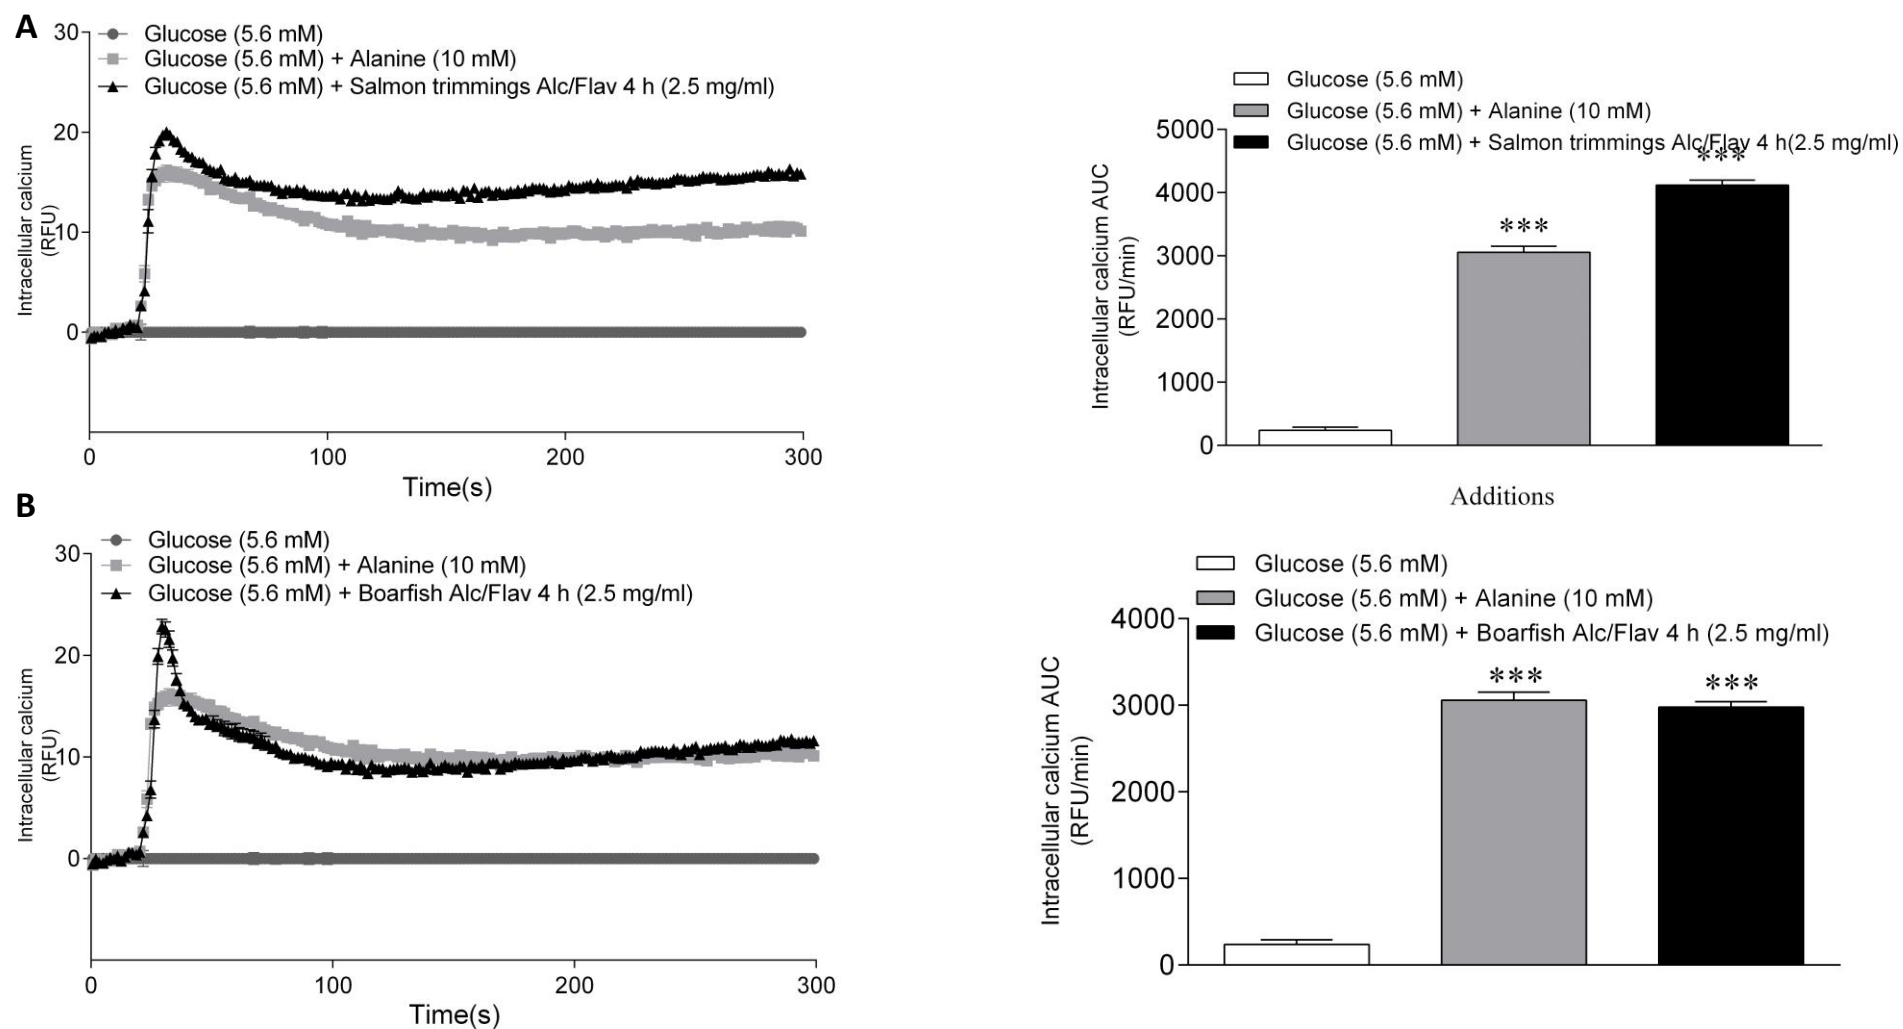 A
30
Glucose (5.6 mM)
Glucose (5.6 mM) + Alanine (10 mM)
Glucose (5.6 mM) + Salmon trimmings Alc/Flav 4 h (2.5 mg/ml)
20
10
0
Intracellular calcium
(RFU)
0
100
200
300
Time(s)
Glucose (5.6 mM)
Glucose (5.6 mM) + Alanine (10 mM)
Glucose (5.6 mM) + Salmon trimmings Alc/Flav 4 h(2.5 mg/ml)
5000
4000
3000
2000
1000
0
Intracellular calcium AUC
(RFU/min)
***
***
Additions
B
30
Glucose (5.6 mM)
Glucose (5.6 mM) + Alanine (10 mM)
Glucose (5.6 mM) + Boarfish Alc/Flav 4 h (2.5 mg/ml)
20
10
0
Intracellular calcium
(RFU)
0
100
200
300
Time(s)
Glucose (5.6 mM)
Glucose (5.6 mM) + Alanine (10 mM)
Glucose (5.6 mM) + Boarfish Alc/Flav 4 h (2.5 mg/ml)
4000
3000
2000
1000
0
Intracellular calcium AUC
(RFU/min)
***
***